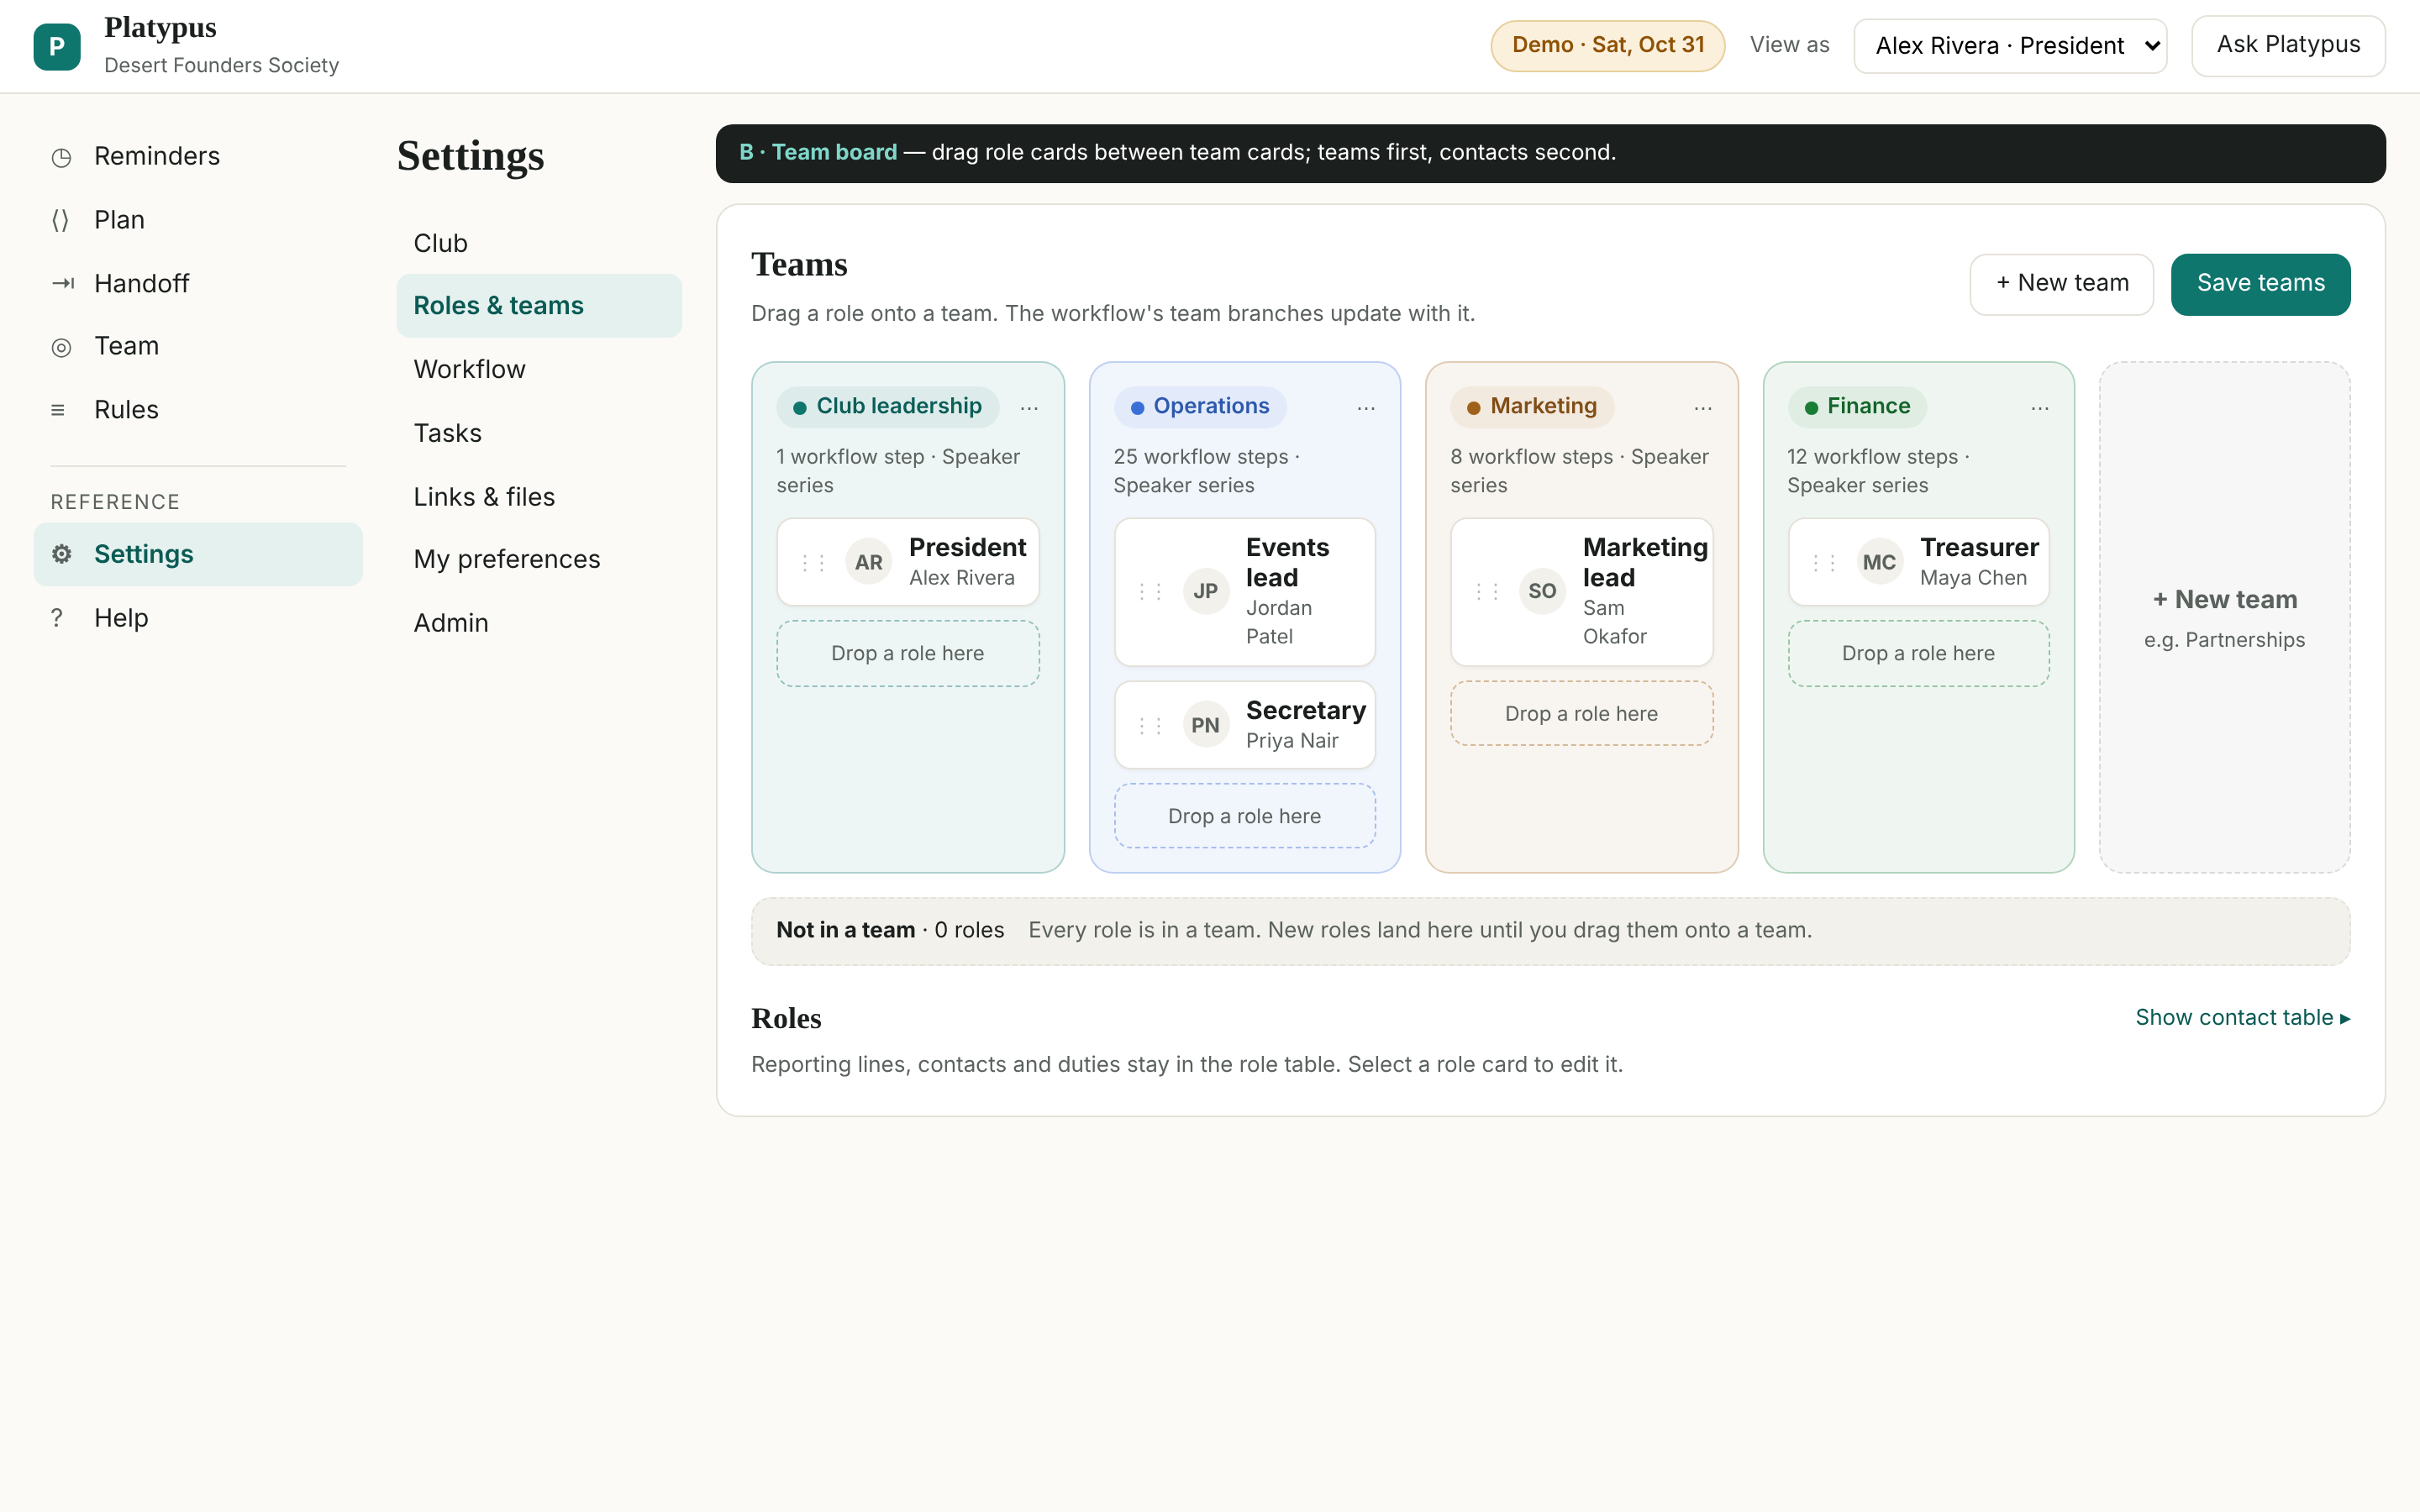 P
Platypus
Desert Founders Society
Demo · Sat, Oct 31
View as
Alex Rivera · President
Ask Platypus
Reminders
Plan
Handoff
Team
Rules
REFERENCE
Settings
? Help
Settings
Club
Roles & teams
Workflow
Tasks
Links & files
My preferences
Admin
B · Team board — drag role cards between team cards; teams first, contacts second.
Teams
Drag a role onto a team. The workflow's team branches update with it.
+ New team
Save teams
Club leadership ...
1 workflow step · Speaker
series
AR
President
Alex Rivera
Drop a role here
Operations ...
25 workflow steps ·
Speaker series
JP
Events
lead
Jordan
Patel
PN
Secretary
Priya Nair
Drop a role here
Marketing ...
8 workflow steps · Speaker
series
SO
Marketing
lead
Sam
Okafor
Drop a role here
Finance ...
12 workflow steps ·
Speaker series
MC
Treasurer
Maya Chen
Drop a role here
+ New team
e.g. Partnerships
Not in a team · 0 roles Every role is in a team. New roles land here until you drag them onto a team.
Roles
Show contact table ▸
Reporting lines, contacts and duties stay in the role table. Select a role card to edit it.